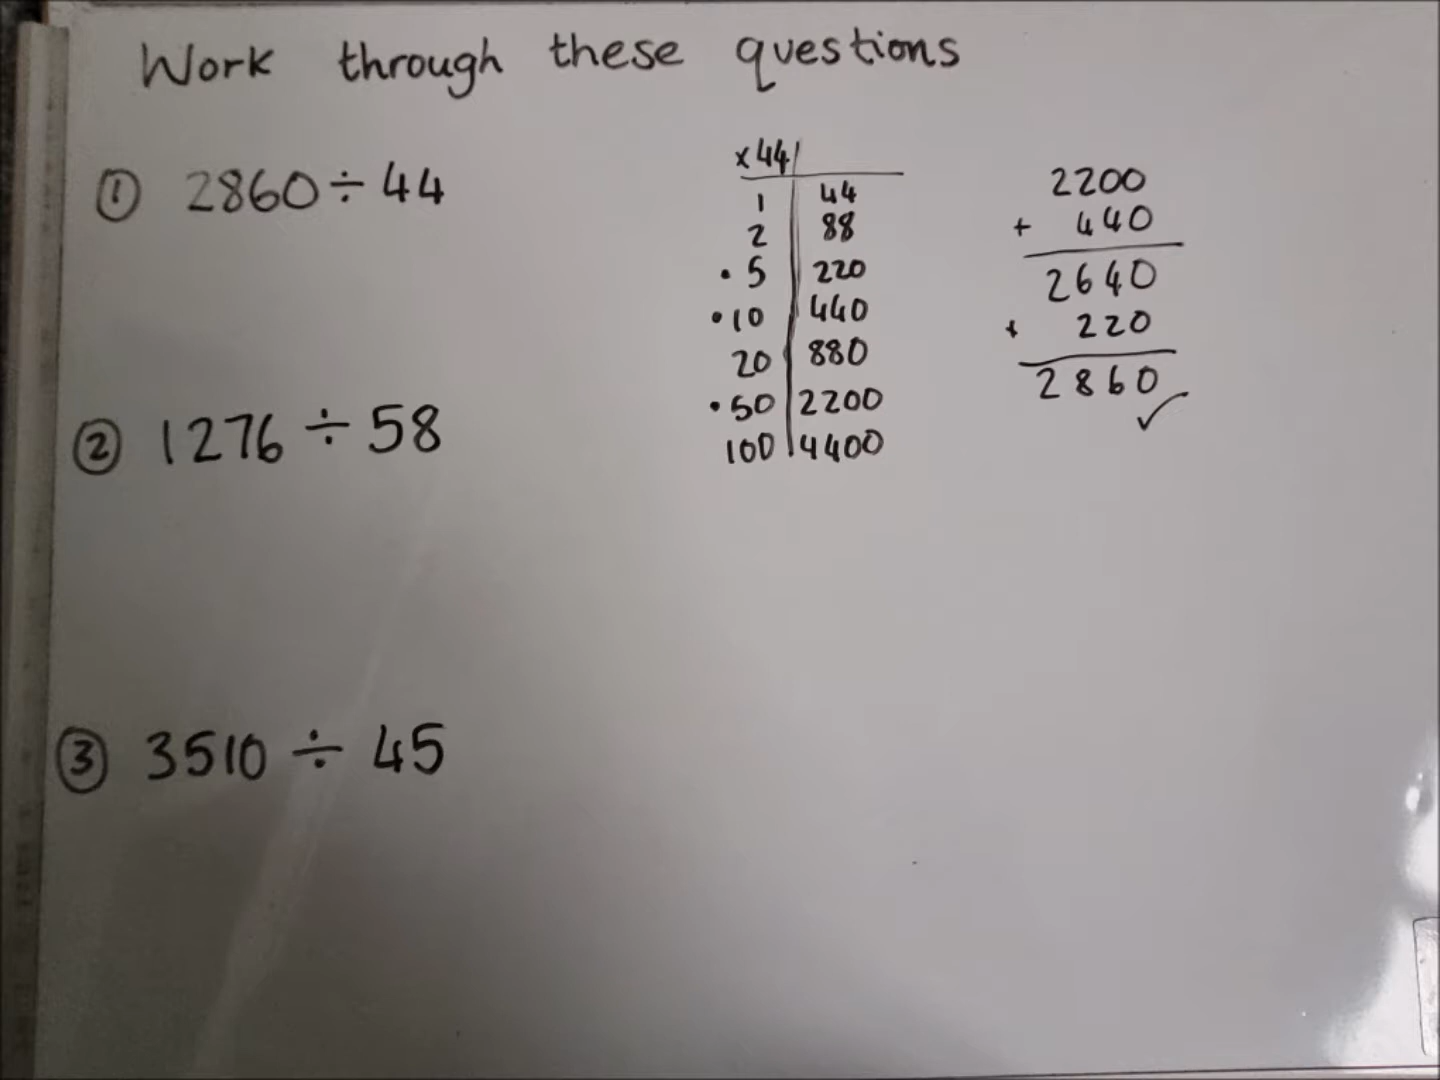 Work through these questions
① 2860 ÷ 44
② 1276 ÷ 58
③ 3510 ÷ 45
x 44
1 44
2 88
• 5 220
• 10 440
20 880
• 50 2200
100 4400
2200
+ 440
2640
+ 220
2860
✓